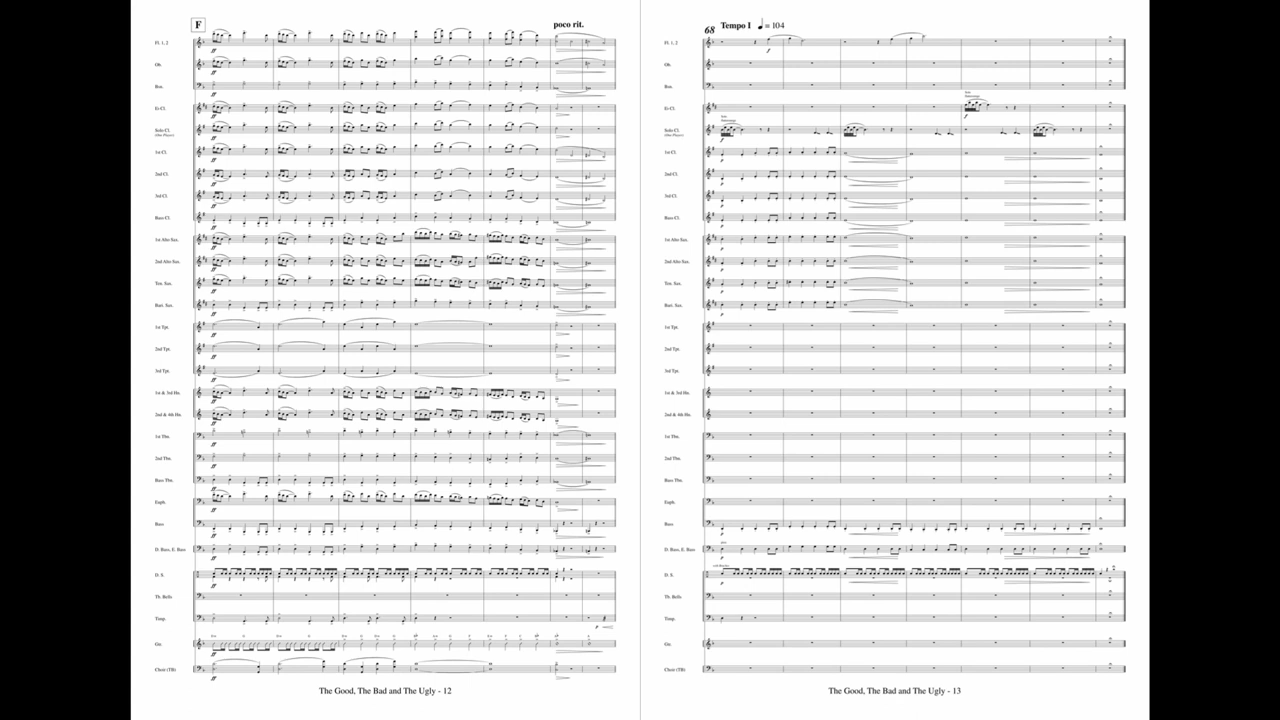 F
poco rit.
Fl. 1, 2
Ob.
Bsn.
E♭ Cl.
Solo Cl.
(One Player)
1st Cl.
2nd Cl.
3rd Cl.
Bass Cl.
1st Alto Sax.
2nd Alto Sax.
Ten. Sax.
Bari. Sax.
1st Tpt.
2nd Tpt.
3rd Tpt.
1st & 3rd Hn.
2nd & 4th Hn.
1st Tbn.
2nd Tbn.
Bass Tbn.
Euph.
Bass
D. Bass, E. Bass
D. S.
Tb. Bells
Timp.
Gtr.
Choir (TB)
The Good, The Bad and The Ugly - 12
68 Tempo I ♩ = 104
Fl. 1, 2
Ob.
Bsn.
E♭ Cl.
Solo Cl.
(One Player)
1st Cl.
2nd Cl.
3rd Cl.
Bass Cl.
1st Alto Sax.
2nd Alto Sax.
Ten. Sax.
Bari. Sax.
1st Tpt.
2nd Tpt.
3rd Tpt.
1st & 3rd Hn.
2nd & 4th Hn.
1st Tbn.
2nd Tbn.
Bass Tbn.
Euph.
Bass
D. Bass, E. Bass
D. S.
Tb. Bells
Timp.
Gtr.
Choir (TB)
The Good, The Bad and The Ugly - 13